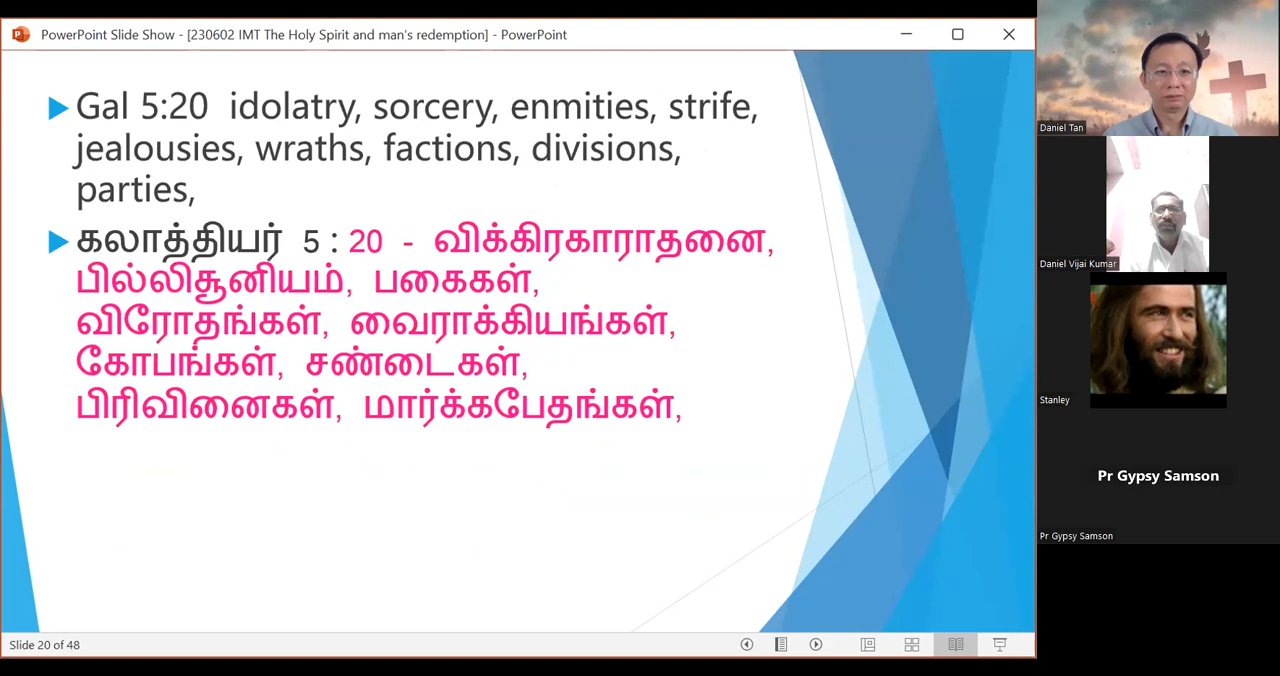 PowerPoint Slide Show - [230602 IMT The Holy Spirit and man's redemption] - PowerPoint
Gal 5:20 idolatry, sorcery, enmities, strife,
jealousies, wraths, factions, divisions,
parties,
கலாத்தியர் 5 : 20 - விக்கிரகாராதனை,
பில்லிசூனியம், பகைகள்,
விரோதங்கள், வைராக்கியங்கள்,
கோபங்கள், சண்டைகள்,
பிரிவினைகள், மார்க்கபேதங்கள்,
Slide 20 of 48
Daniel Tan
Daniel Vijai Kumar
Stanley
Pr Gypsy Samson
Pr Gypsy Samson